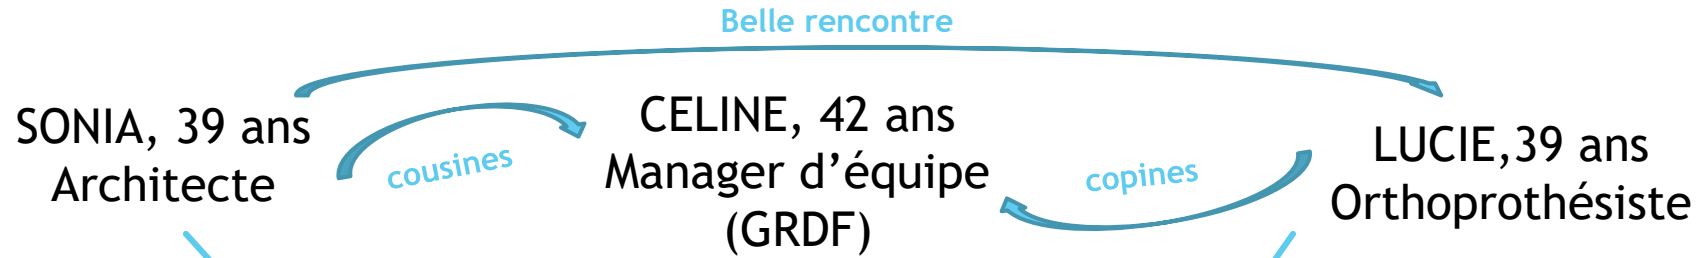 Belle rencontre
SONIA, 39 ans
Architecte
cousines
CELINE, 42 ans
Manager d’équipe
(GRDF)
copines
LUCIE,39 ans
Orthoprothésiste